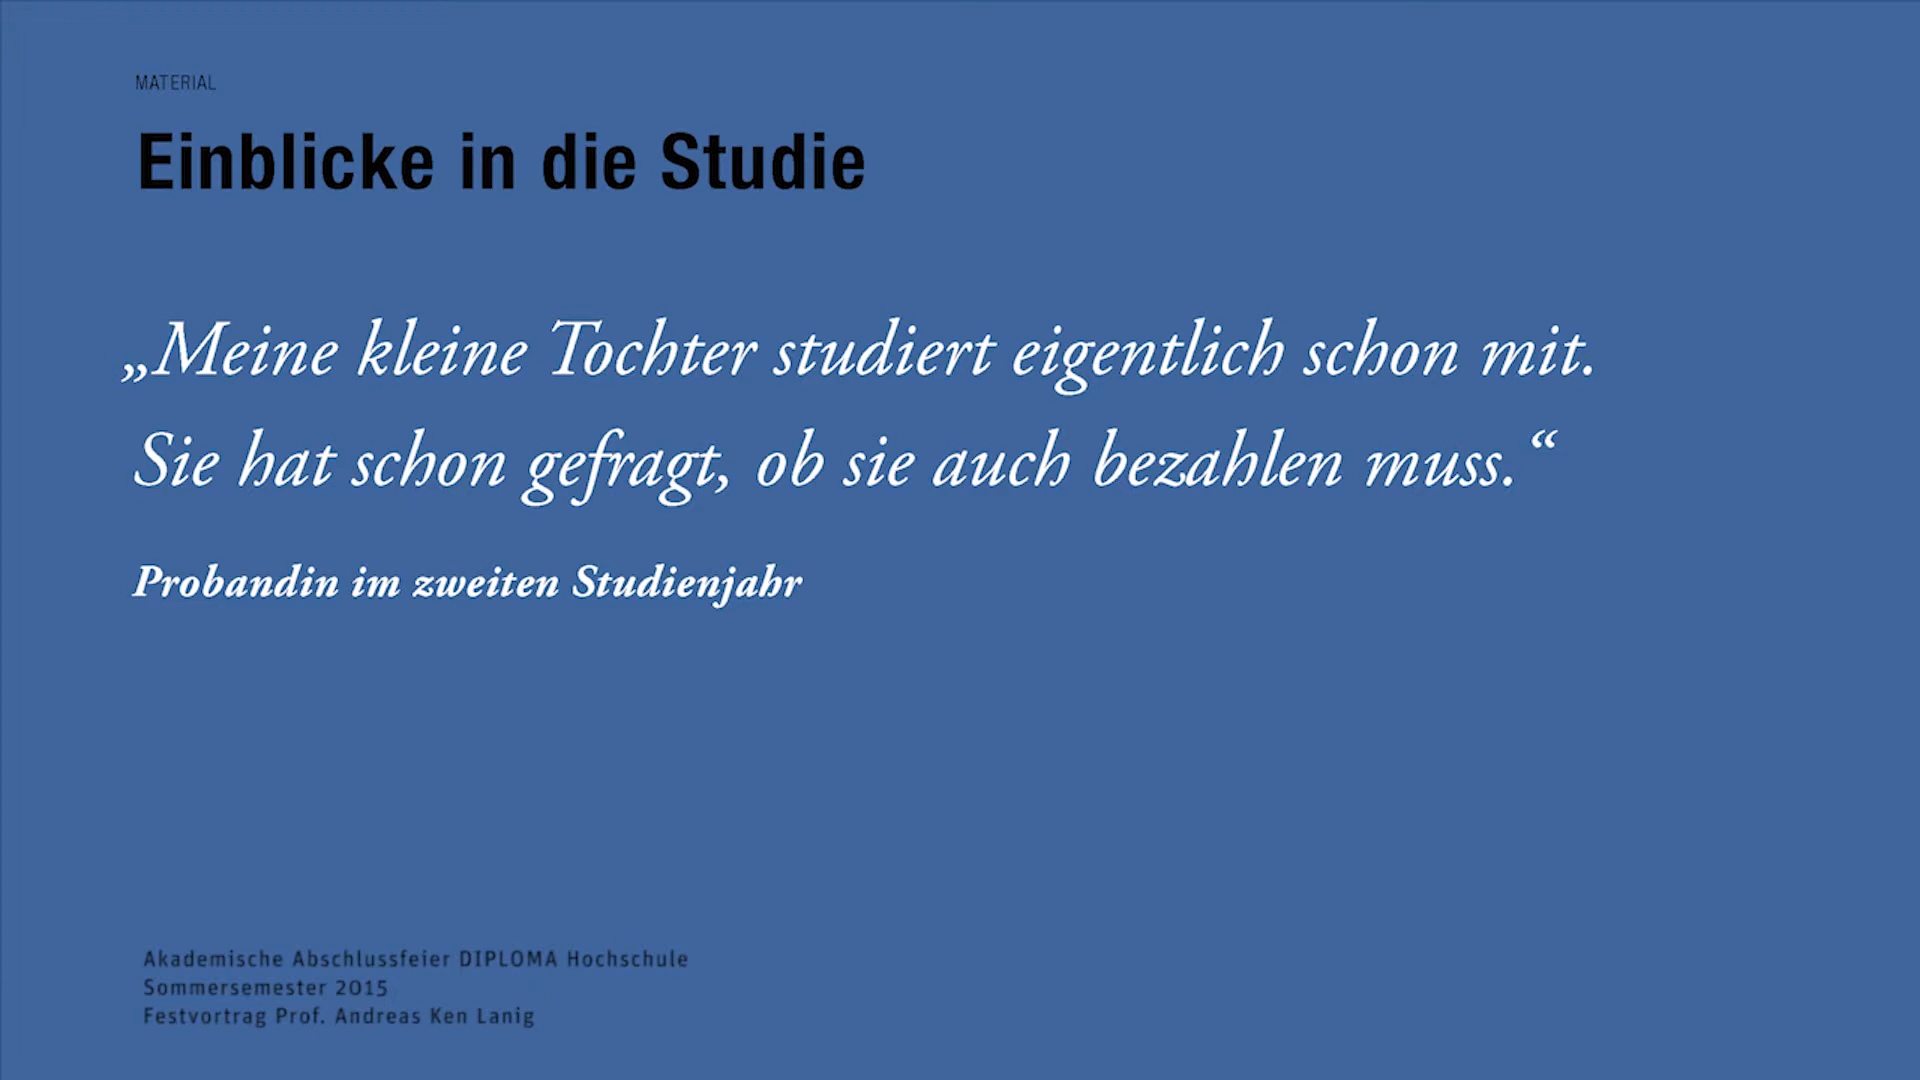 MATERIAL
Einblicke in die Studie
„Meine kleine Tochter studiert eigentlich schon mit.
Sie hat schon gefragt, ob sie auch bezahlen muss.“
Probandin im zweiten Studienjahr
Akademische Abschlussfeier DIPLOMA Hochschule
Sommersemester 2015
Festvortrag Prof. Andreas Ken Lanig